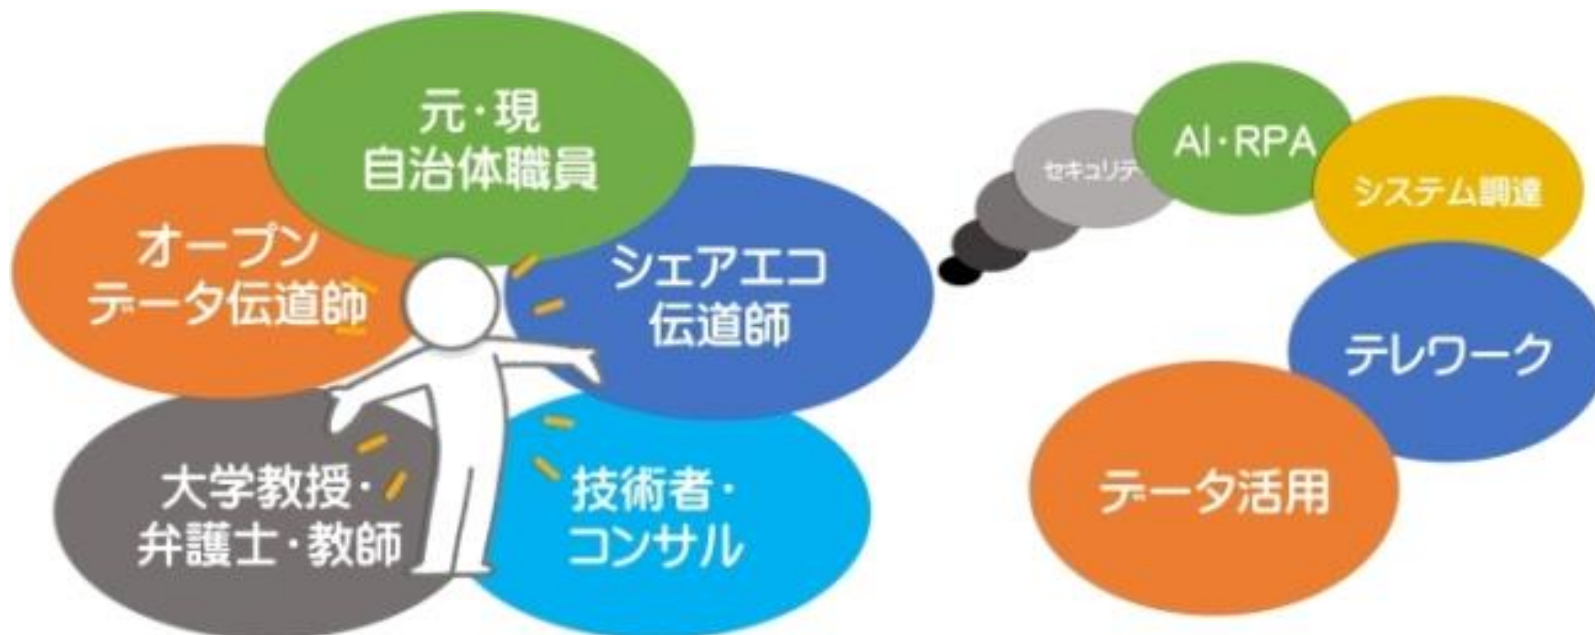 元・現
自治体職員
オープン
データ伝道師
シェアエコ
伝道師
大学教授・
弁護士・教師
技術者・
コンサル
セキュリテ
AI・RPA
システム調達
テレワーク
データ活用